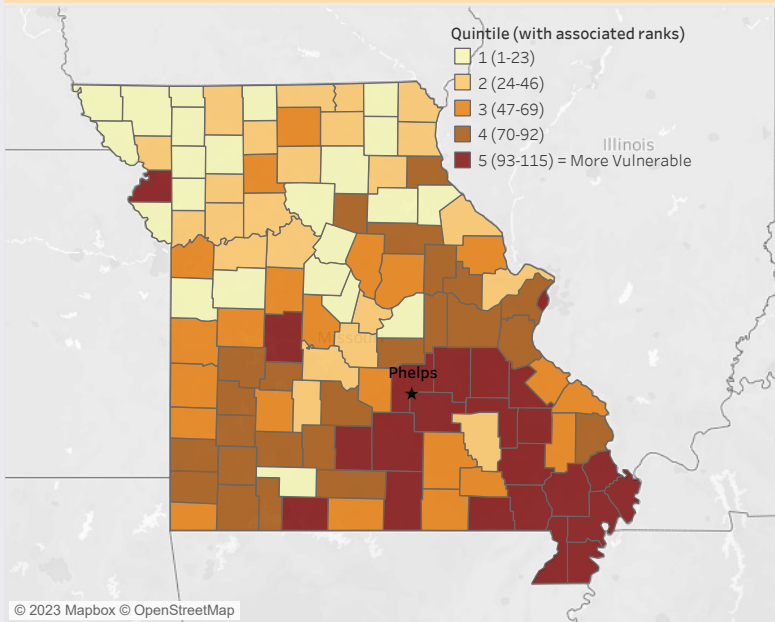 Quintile (with associated ranks)
1 (1-23)
2 (24-46)
3 (47-69)
4 (70-92)
5 (93-115) = More Vulnerable
Illinois
Missouri
Phelps
© 2023 Mapbox © OpenStreetMap